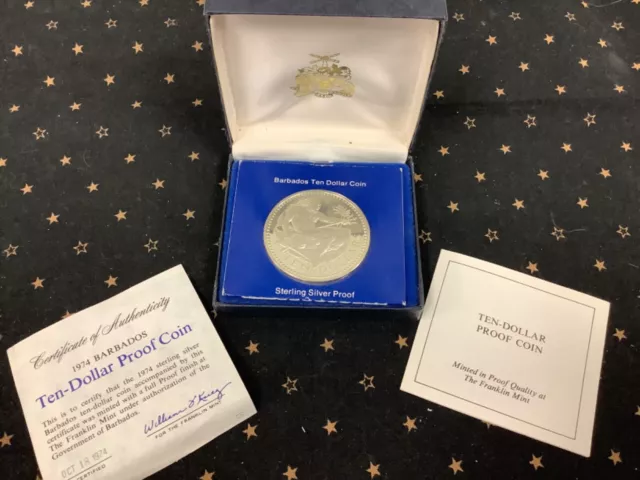 Barbados Ten Dollar Coin
Sterling Silver Proof
Certificate of Authenticity
1974 BARBADOS
Ten-Dollar Proof Coin
This is to certify that the 1974 sterling silver
Barbados ten-dollar coin accompanied by this
certificate was minted with a full Proof finish at
The Franklin Mint under authorization of the
Government of Barbados.
FOR THE FRANKLIN MINT
OCT 18 1974
CERTIFIED
TEN-DOLLAR
PROOF COIN
Minted in Proof Quality at
The Franklin Mint